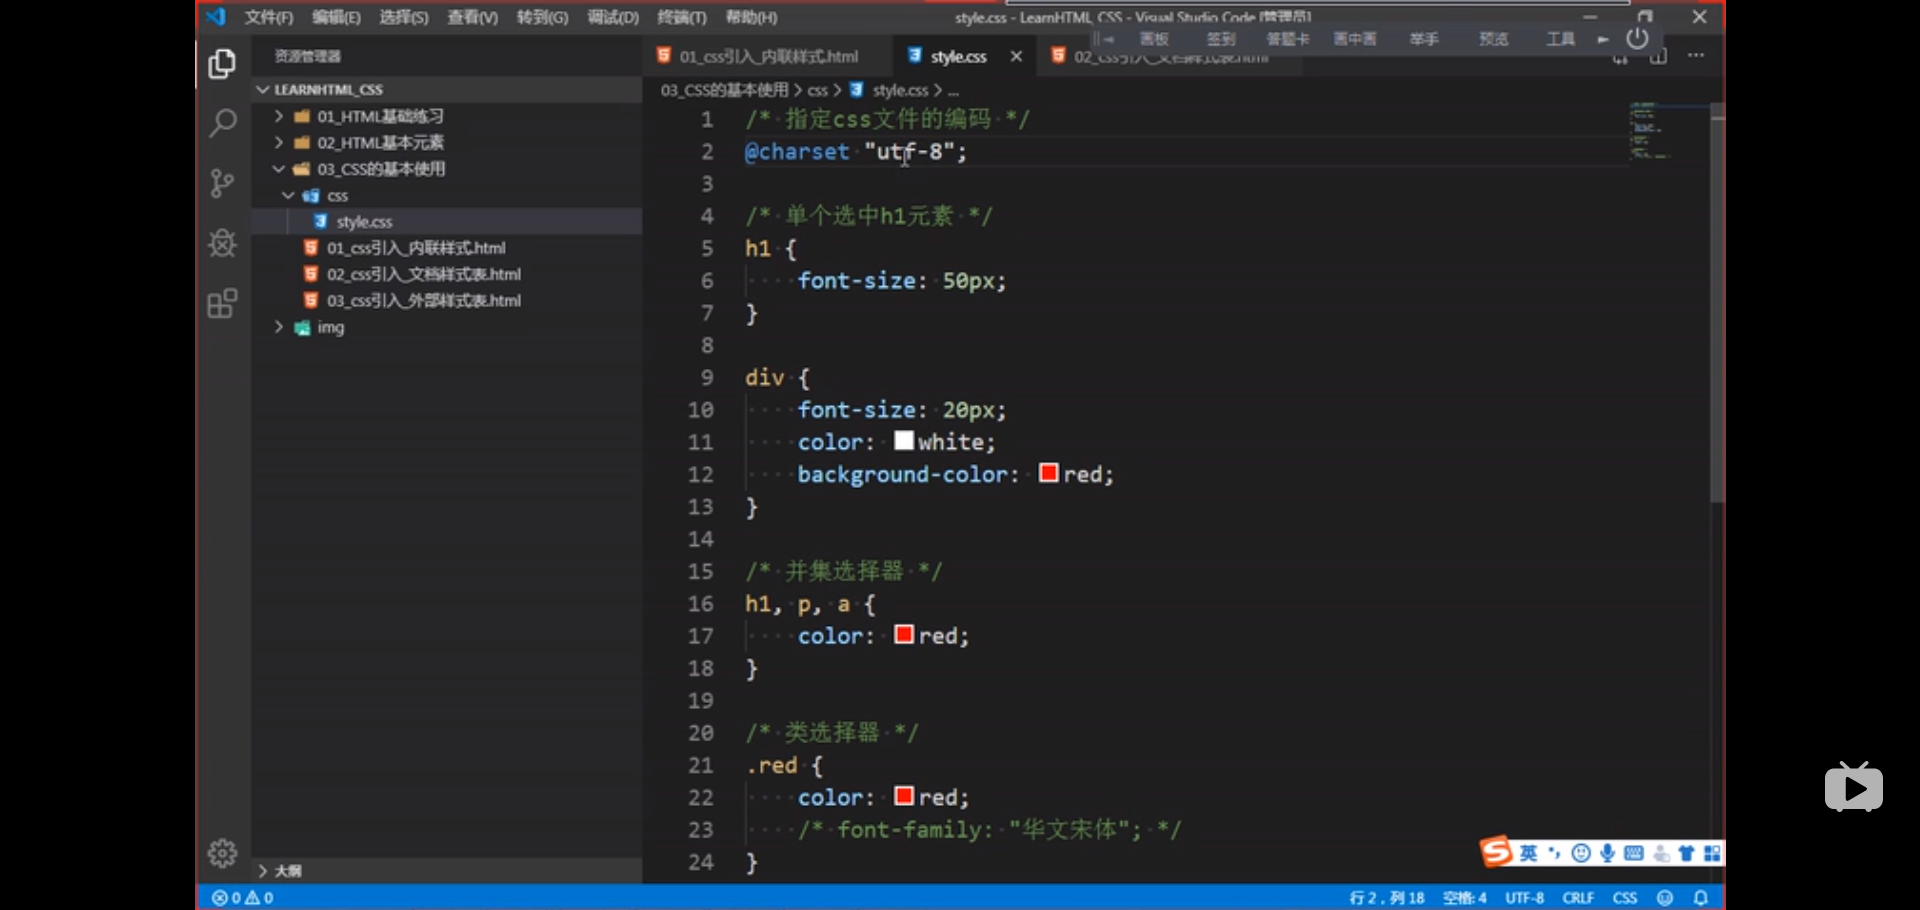 文件(F) 编辑(E) 选择(S) 查看(V) 转到(G) 调试(D) 终端(T) 帮助(H) style.css - LearnHTML_CSS - Visual Studio Code [管理员]
画板 签到 答题卡 画中画 举手 预览 工具
资源管理器
01_css引入_内联样式.html style.css 02_css引入_文档样式表.html
LEARNHTML_CSS
03_CSS的基本使用 > css > style.css > ...
01_HTML基础练习
02_HTML基本元素
03_CSS的基本使用
css
style.css
01_css引入_内联样式.html
02_css引入_文档样式表.html
03_css引入_外部样式表.html
img
大纲
1 /* 指定css文件的编码 */
2 @charset "utf-8";
3
4 /* 单个选中h1元素 */
5 h1 {
6 font-size: 50px;
7 }
8
9 div {
10 font-size: 20px;
11 color: white;
12 background-color: red;
13 }
14
15 /* 并集选择器 */
16 h1, p, a {
17 color: red;
18 }
19
20 /* 类选择器 */
21 .red {
22 color: red;
23 /* font-family: "华文宋体"; */
24 }
英
0 0 行 2，列 18 空格: 4 UTF-8 CRLF CSS